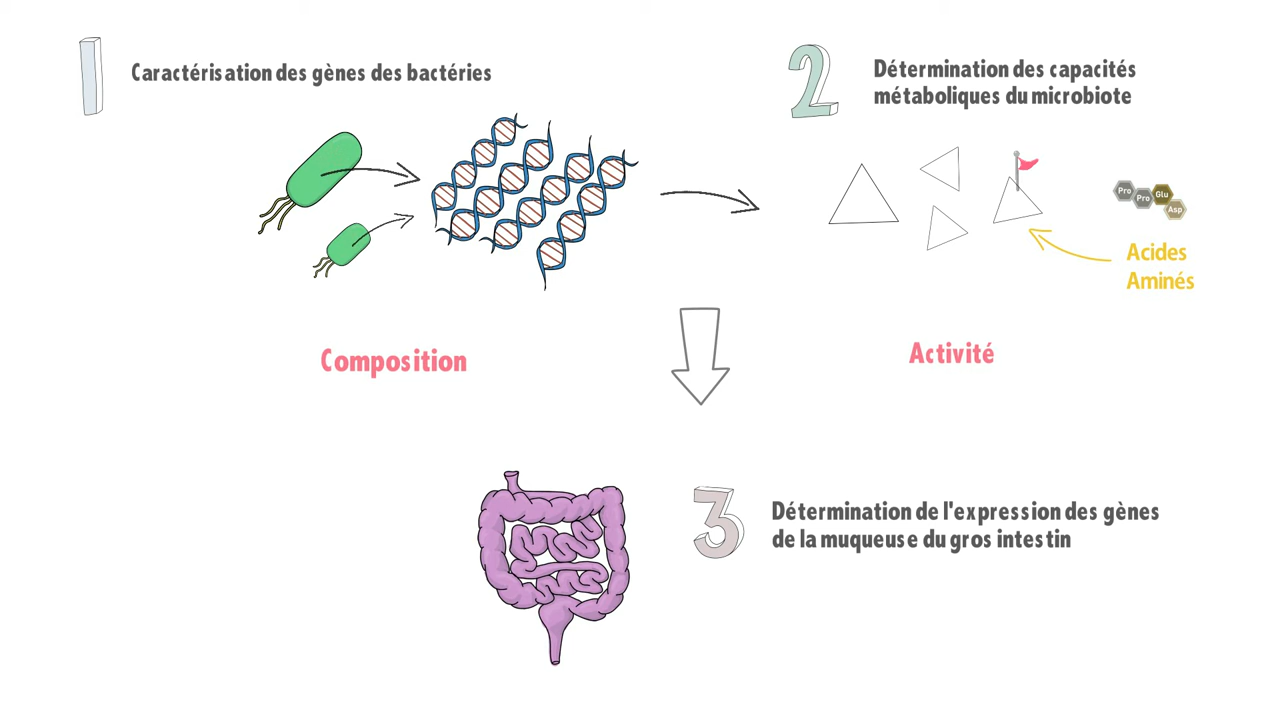 1
Caractérisation des gènes des bactéries
2
Détermination des capacités
métaboliques du microbiote
Pro
Pro
Glu
Asp
Acides
Aminés
Composition
Activité
3
Détermination de l'expression des gènes
de la muqueuse du gros intestin